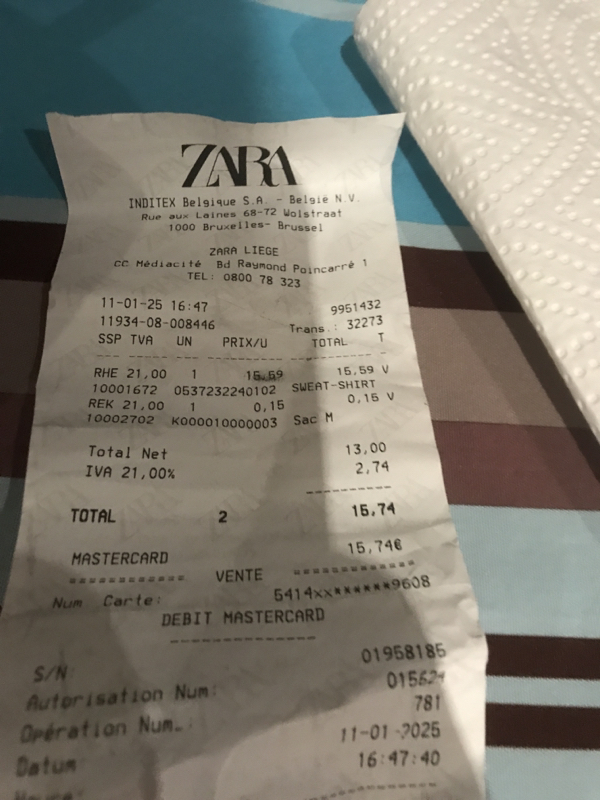 ZARA
INDITEX Belgique S.A. - België N.V.
Rue aux Laines 68-72 Wolstraat
1000 Bruxelles- Brussel
ZARA LIEGE
CC Médiacité Bd Raymond Poincarré 1
TEL: 0800 78 323
11-01-25 16:47 9951432
11934-08-008446 Trans.: 32273
SSP TVA UN PRIX/U TOTAL T
RHE 21,00 1 15,59 15,59 V
10001672 0537232240102 SWEAT-SHIRT
REK 21,00 1 0,15 0,15 V
10002702 K000010000003 Sac M
Total Net 13,00
IVA 21,00% 2,74
TOTAL 2 15,74
MASTERCARD 15,74€
============ VENTE ============
Num Carte: 5414xx******9608
DEBIT MASTERCARD
S/N: 01958185
Autorisation Num: 015624
Opération Num.: 781
Datum 11-01-2025
Heure: 16:47:40